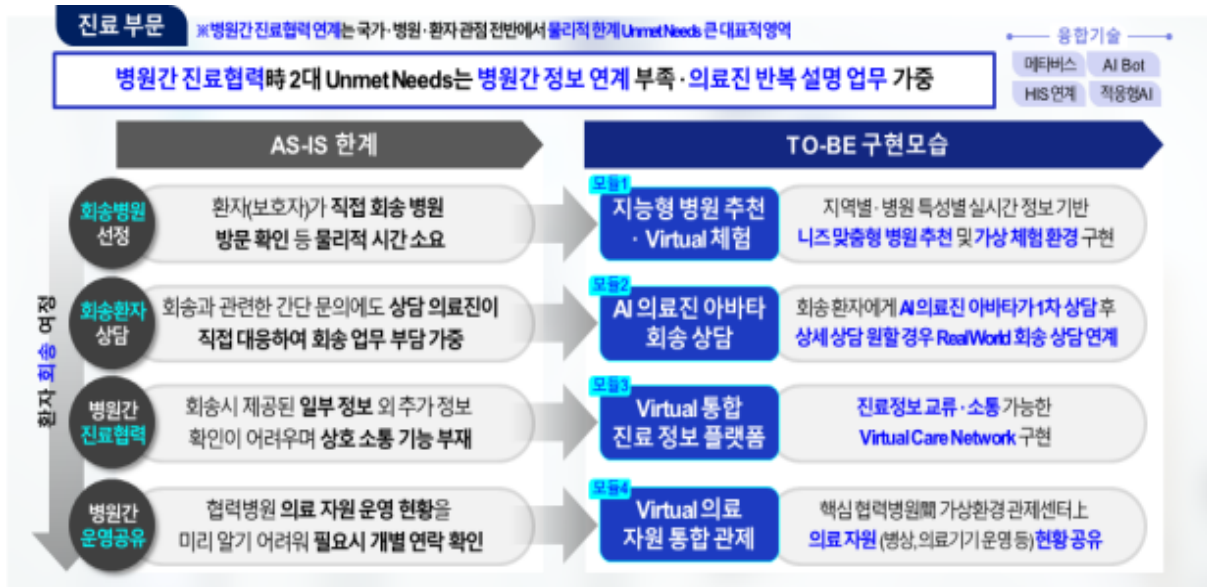 진료 부문
※병원간 진료협력 연계는 국가·병원·환자 관점 전반에서 물리적 한계 Unmet Needs 큰 대표적 영역
융합기술
메타버스
AI Bot
HIS 연계
적응형AI
병원간 진료협력時 2대 Unmet Needs는 병원간 정보 연계 부족·의료진 반복 설명 업무 가중
AS-IS 한계
TO-BE 구현모습
환자 회송 여정
회송병원
선정
환자(보호자)가 직접 회송 병원
방문 확인 등 물리적 시간 소요
모듈1
지능형 병원 추천
· Virtual 체험
지역별·병원 특성별 실시간 정보 기반
니즈 맞춤형 병원 추천 및 가상 체험 환경 구현
회송환자
상담
회송과 관련한 간단 문의에도 상담 의료진이
직접 대응하여 회송 업무 부담 가중
모듈2
AI 의료진 아바타
회송 상담
회송 환자에게 AI 의료진 아바타가 1차 상담 후
상세 상담 원할 경우 Real World 회송 상담 연계
병원간
진료협력
회송시 제공된 일부 정보 외 추가 정보
확인이 어려우며 상호 소통 기능 부재
모듈3
Virtual 통합
진료 정보 플랫폼
진료정보 교류·소통 가능한
Virtual Care Network 구현
병원간
운영공유
협력병원 의료 자원 운영 현황을
미리 알기 어려워 필요시 개별 연락 확인
모듈4
Virtual 의료
자원 통합 관제
핵심 협력병원間 가상환경 관제센터上
의료 자원 (병상,의료기기 운영 등) 현황 공유